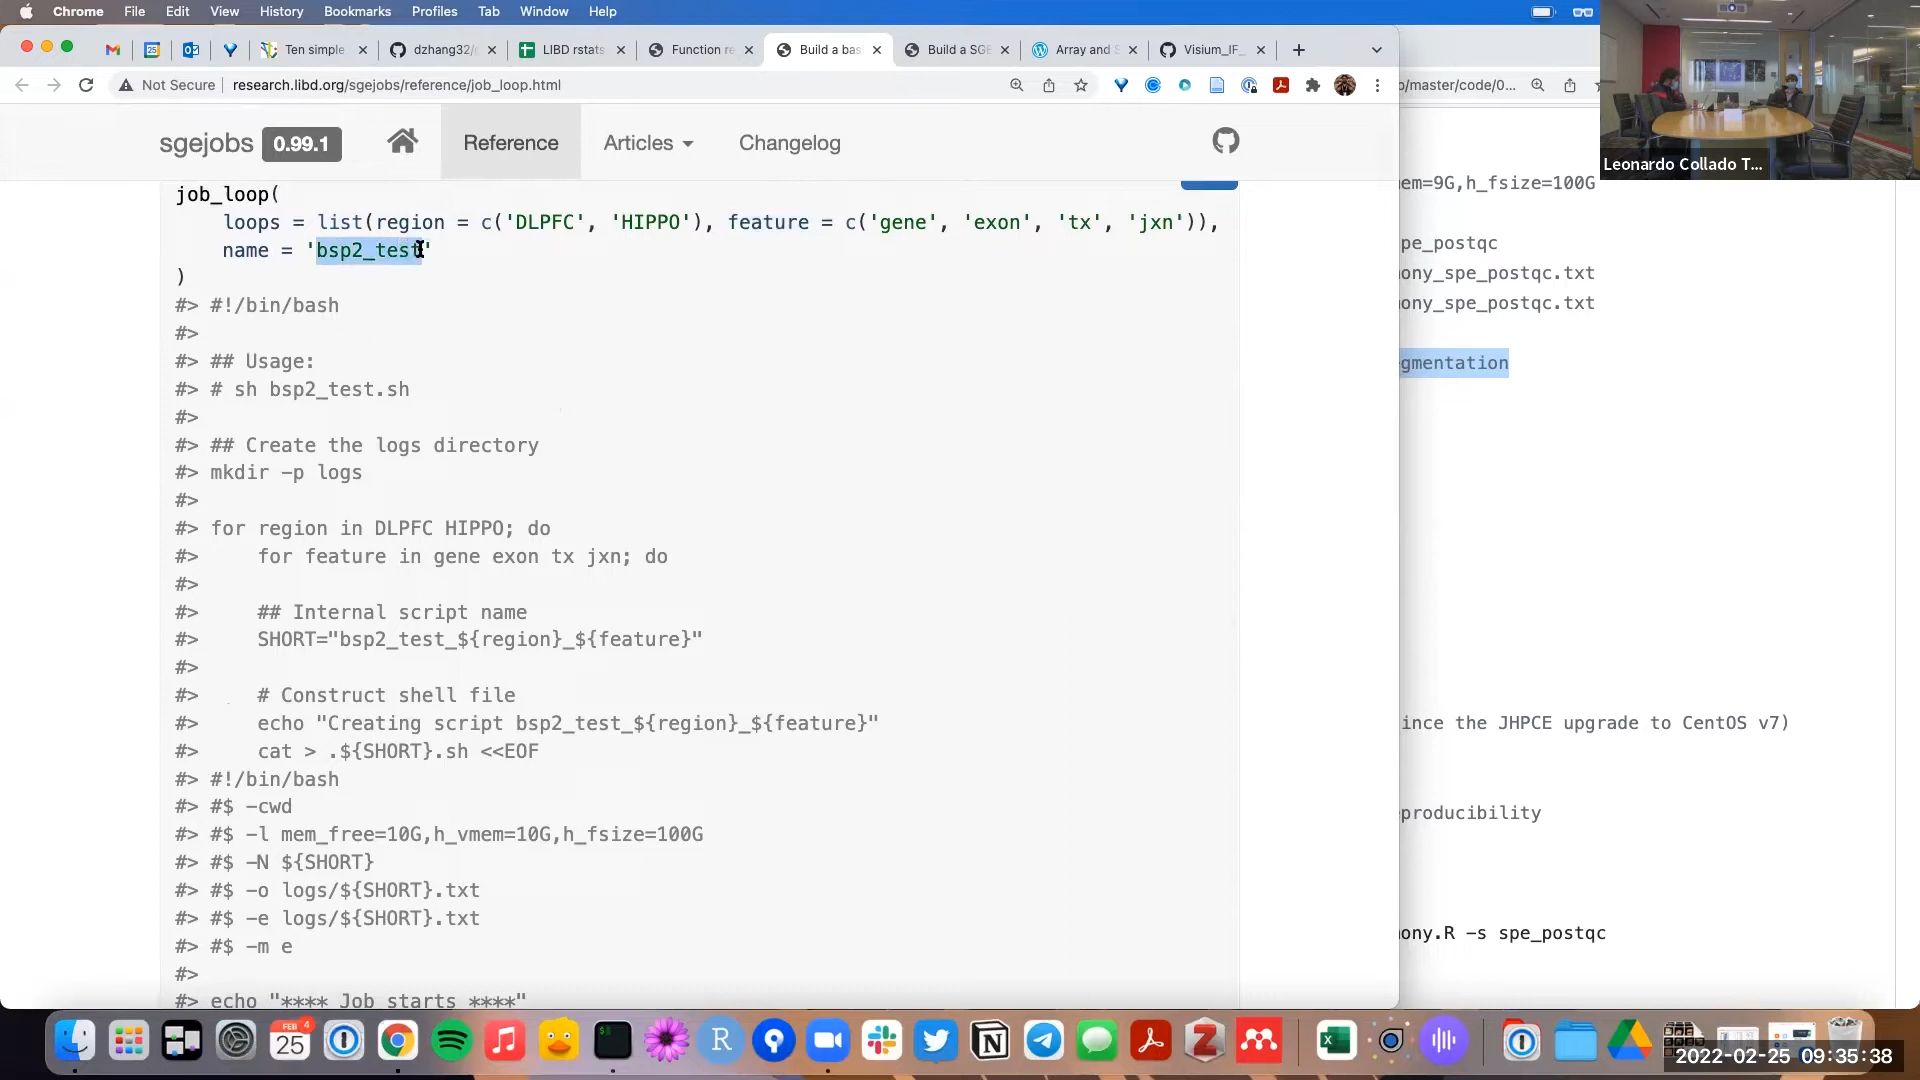 Chrome File Edit View History Bookmarks Profiles Tab Window Help
Ten simple
dzhang32/
LIBD rstats
Function re
Build a bas
Build a SGE
Array and S
Visium_IF_
Not Secure research.libd.org/sgejobs/reference/job_loop.html
o/master/code/0...
sgejobs 0.99.1 Reference Articles Changelog
Leonardo Collado T...
job_loop(
loops = list(region = c('DLPFC', 'HIPPO'), feature = c('gene', 'exon', 'tx', 'jxn')),
name = 'bsp2_test'
)
#> #!/bin/bash
#>
#> ## Usage:
#> # sh bsp2_test.sh
#>
#> ## Create the logs directory
#> mkdir -p logs
#>
#> for region in DLPFC HIPPO; do
#> for feature in gene exon tx jxn; do
#>
#> ## Internal script name
#> SHORT="bsp2_test_${region}_${feature}"
#>
#> # Construct shell file
#> echo "Creating script bsp2_test_${region}_${feature}"
#> cat > .${SHORT}.sh <<EOF
#> #!/bin/bash
#> #$ -cwd
#> #$ -l mem_free=10G,h_vmem=10G,h_fsize=100G
#> #$ -N ${SHORT}
#> #$ -o logs/${SHORT}.txt
#> #$ -e logs/${SHORT}.txt
#> #$ -m e
#>
#> echo "**** Job starts ****"
em=9G,h_fsize=100G
spe_postqc
ony_spe_postqc.txt
ony_spe_postqc.txt
egmentation
ince the JHPCE upgrade to CentOS v7)
eproducibility
ony.R -s spe_postqc
FEB 4
25
2022-02-25 09:35:38